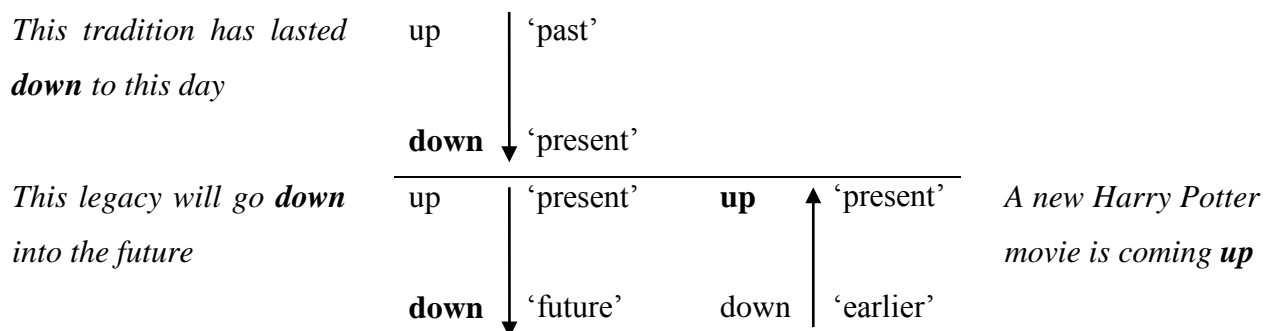 This tradition has lasted up ‘past’
down to this day
down ‘present’
This legacy will go down up ‘present’ up ‘present’ A new Harry Potter
into the future movie is coming up
down ‘future’ down ‘earlier’